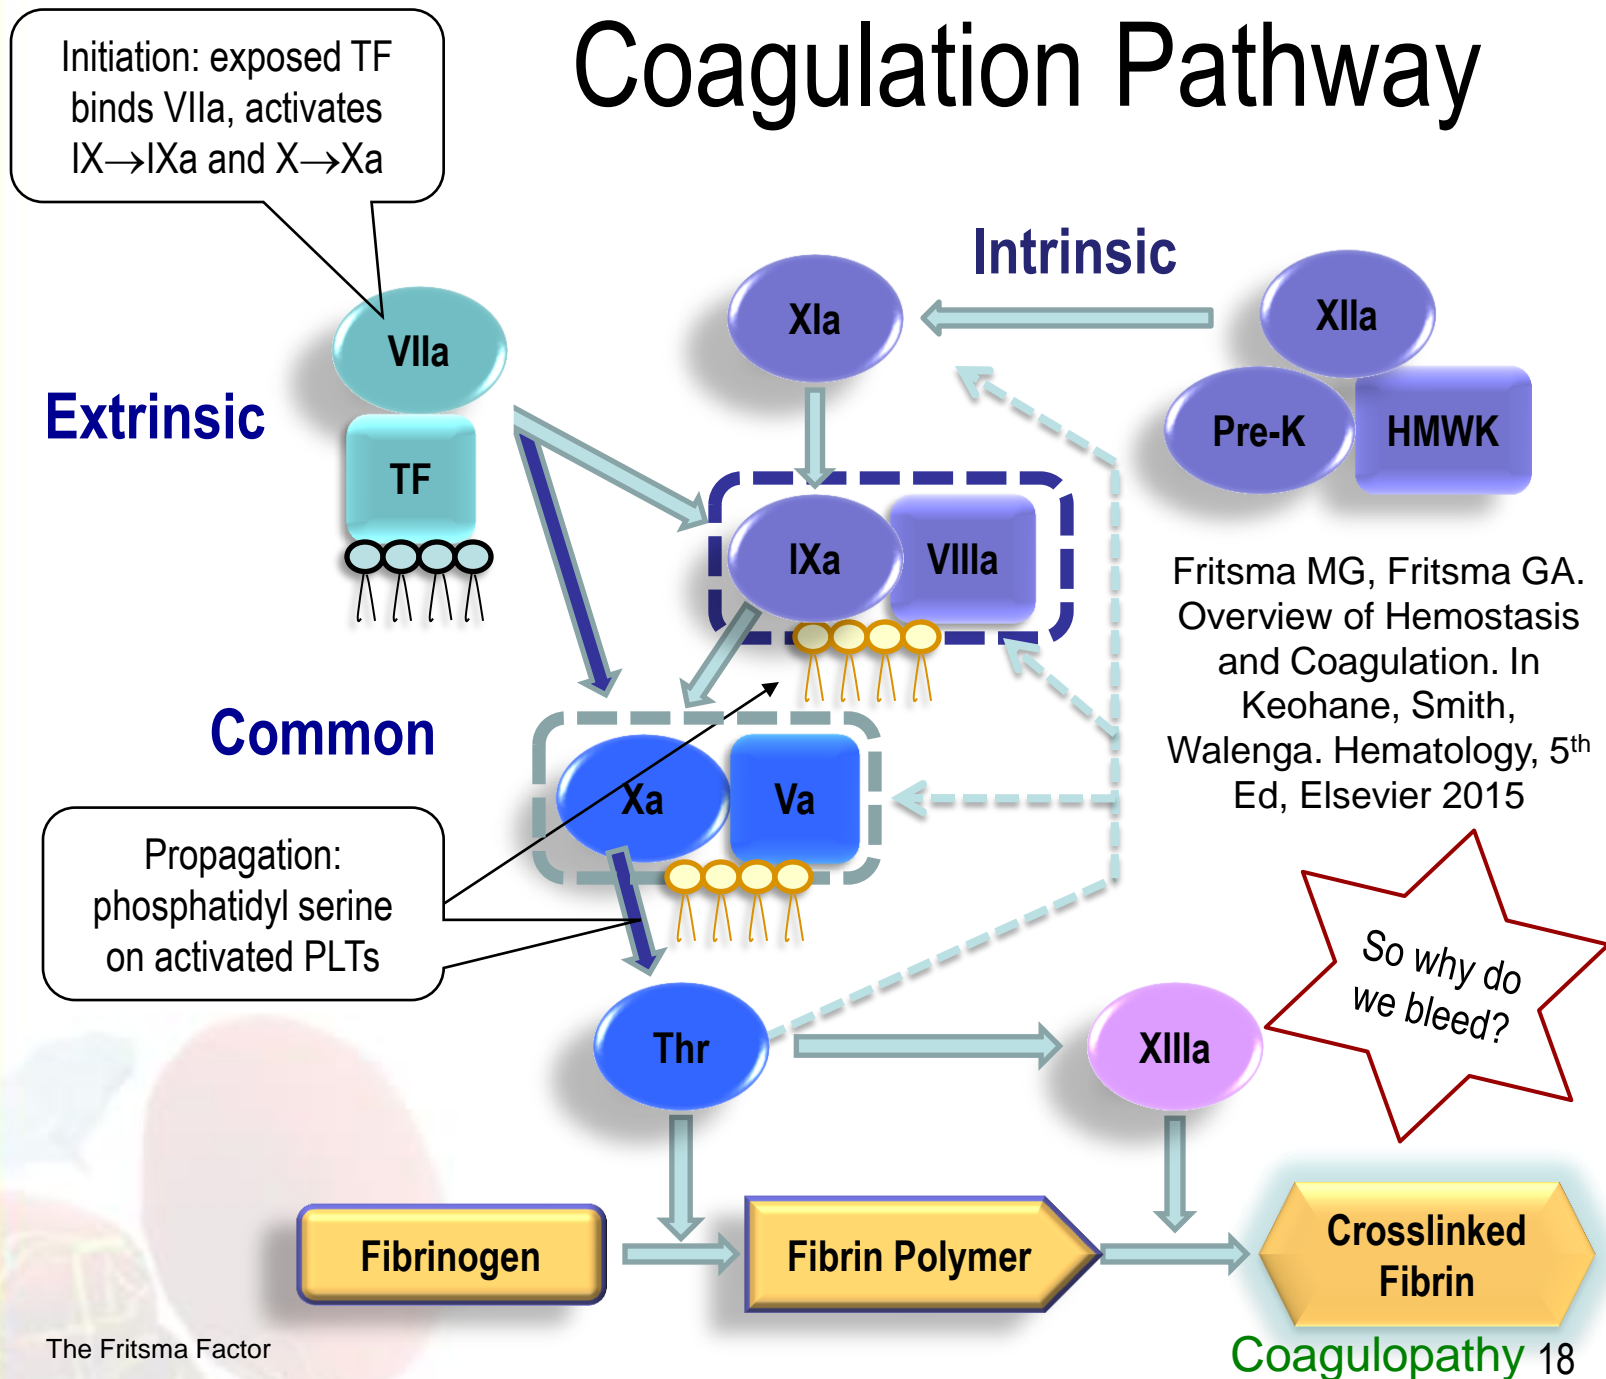 Coagulation Pathway
Initiation: exposed TF
binds VIIa, activates
IX→IXa and X→Xa
Intrinsic
XIa
XIIa
VIIa
Extrinsic
Pre-K
HMWK
TF
IXa
VIIIa
Fritsma MG, Fritsma GA.
Overview of Hemostasis
and Coagulation. In
Keohane, Smith,
Walenga. Hematology, 5th
Ed, Elsevier 2015
Common
Xa
Va
Propagation:
phosphatidyl serine
on activated PLTs
So why do
we bleed?
Thr
XIIIa
Fibrinogen
Fibrin Polymer
Crosslinked
Fibrin
The Fritsma Factor
Coagulopathy 18